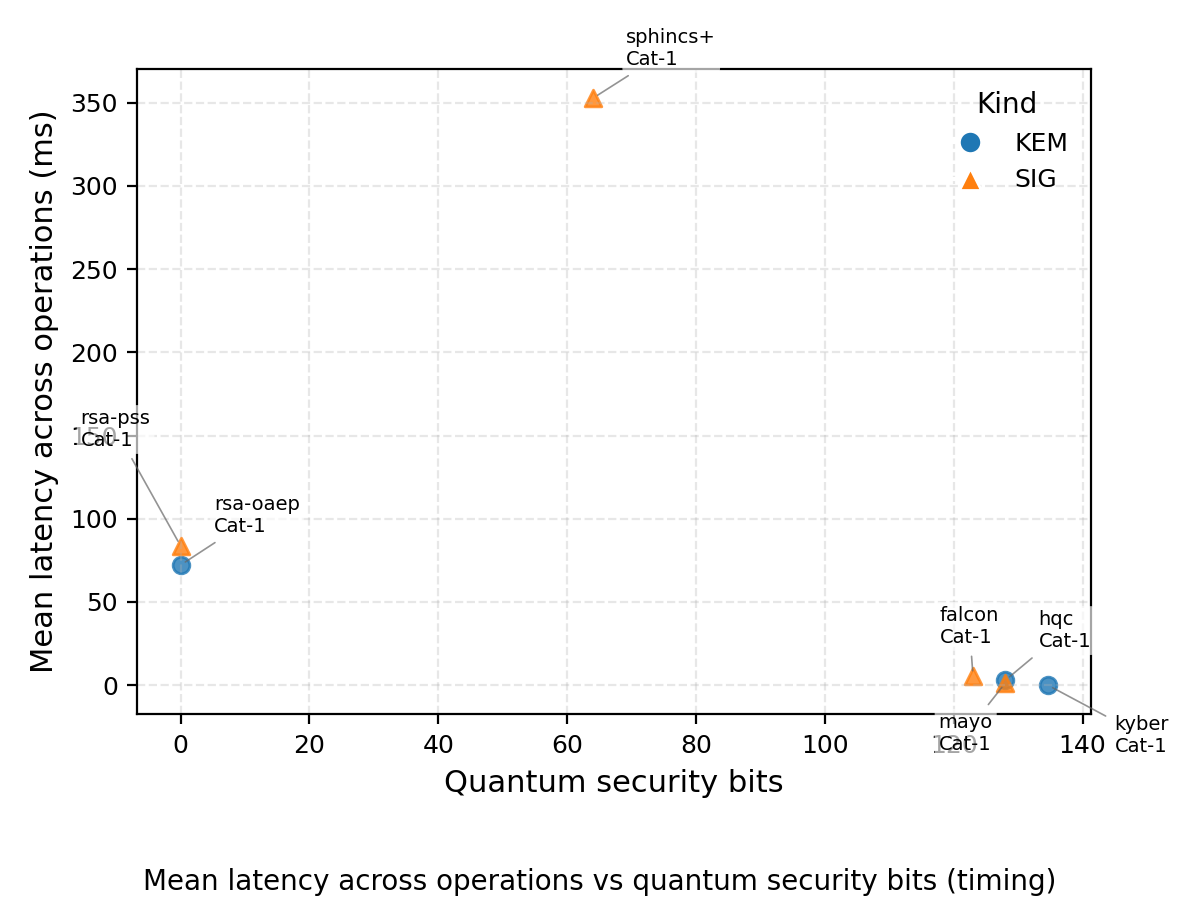 sphincs+
Cat-1
Kind
KEM
SIG
350
300
250
200
150
100
50
0
Mean latency across operations (ms)
rsa-pss
Cat-1
rsa-oaep
Cat-1
falcon
Cat-1
hqc
Cat-1
mayo
Cat-1
kyber
Cat-1
0
20
40
60
80
100
120
140
Quantum security bits
Mean latency across operations vs quantum security bits (timing)